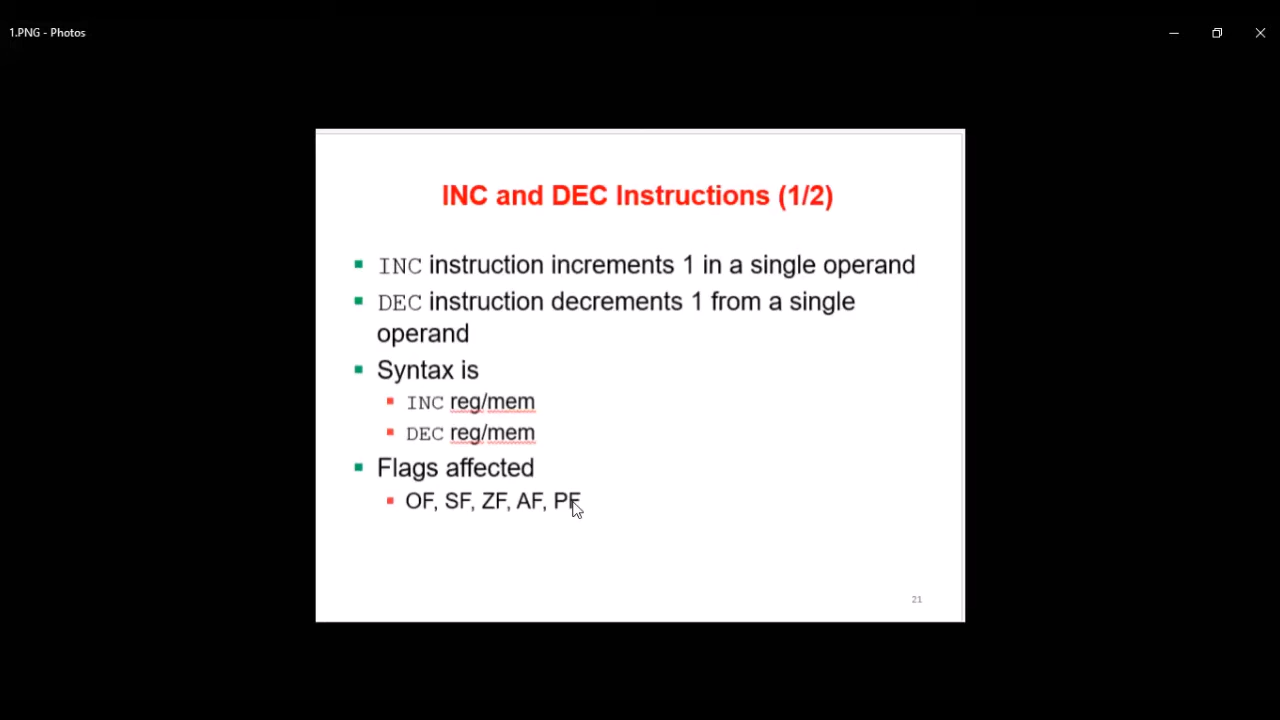 1.PNG - Photos
INC and DEC Instructions (1/2)
INC instruction increments 1 in a single operand
DEC instruction decrements 1 from a single
operand
Syntax is
INC reg/mem
DEC reg/mem
Flags affected
OF, SF, ZF, AF, PF
21